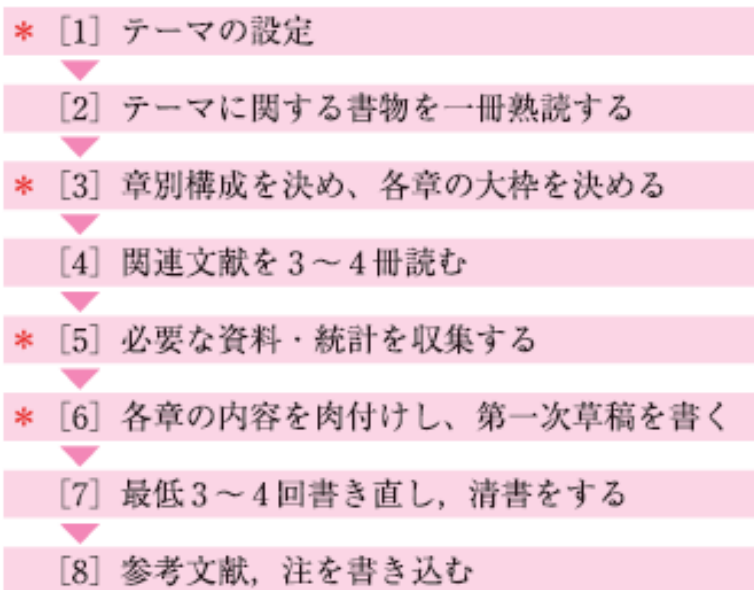 * [1] テーマの設定
[2] テーマに関する書物を一冊熟読する
* [3] 章別構成を決め、各章の大枠を決める
[4] 関連文献を3～4冊読む
* [5] 必要な資料・統計を収集する
* [6] 各章の内容を肉付けし、第一次草稿を書く
[7] 最低3～4回書き直し，清書をする
[8] 参考文献，注を書き込む